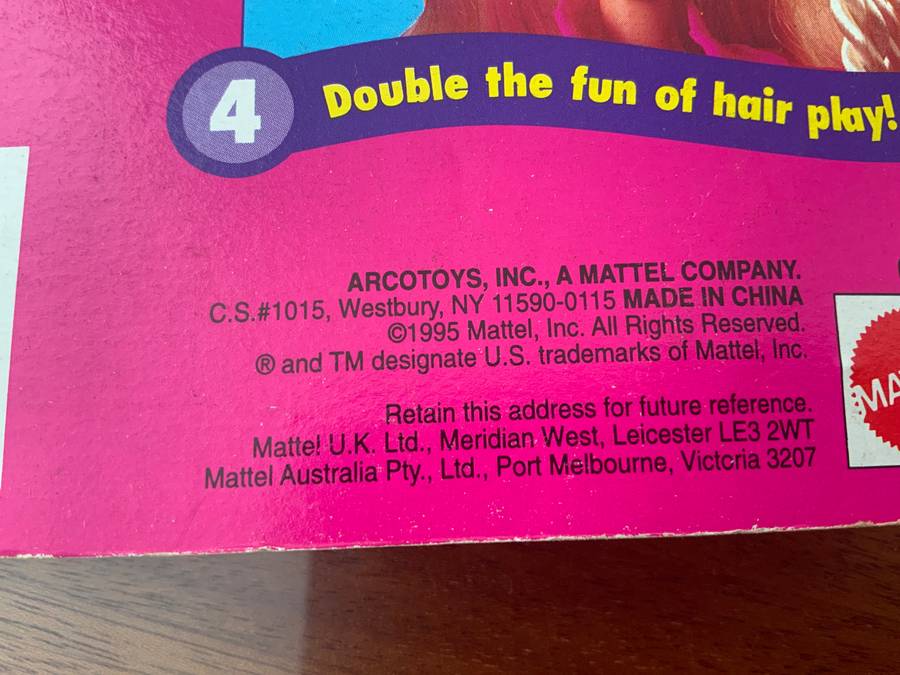 4
Double the fun of hair play!
ARCOTOYS, INC., A MATTEL COMPANY.
C.S.#1015, Westbury, NY 11590-0115 MADE IN CHINA
©1995 Mattel, Inc. All Rights Reserved.
® and TM designate U.S. trademarks of Mattel, Inc.
Retain this address for future reference.
Mattel U.K. Ltd., Meridian West, Leicester LE3 2WT
Mattel Australia Pty., Ltd., Port Melbourne, Victoria 3207
MA